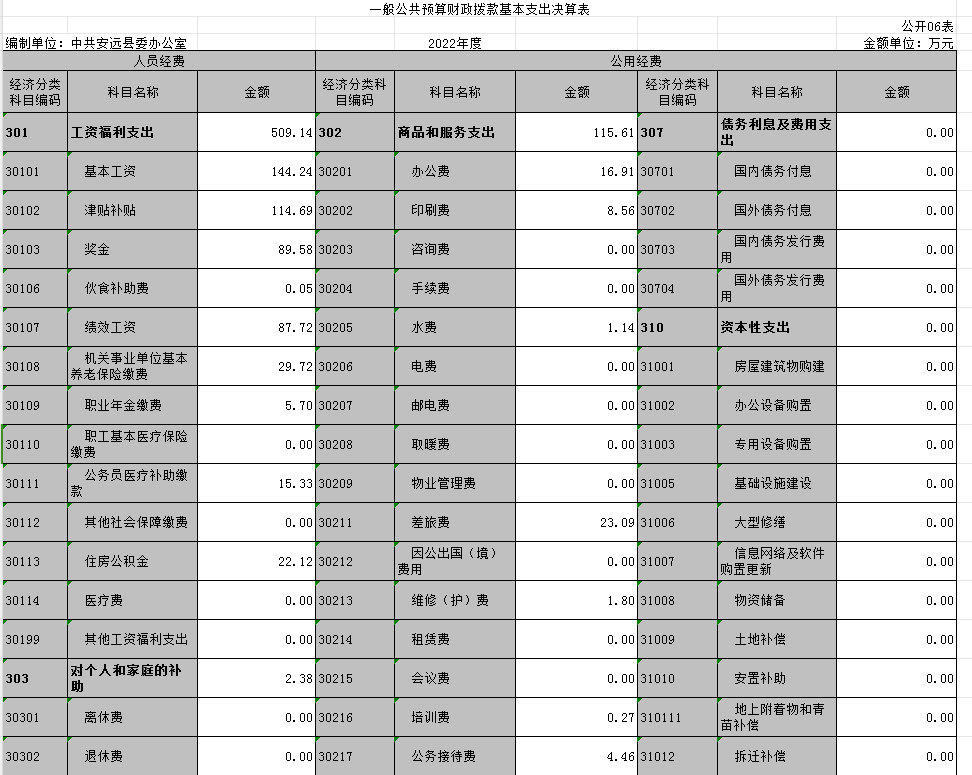 一般公共预算财政拨款基本支出决算表
公开06表
编制单位：中共安远县委办公室 2022年度 金额单位：万元
人员经费 公用经费
经济分类科目编码 科目名称 金额 经济分类科目编码 科目名称 金额 经济分类科目编码 科目名称 金额
301 工资福利支出 509.14 302 商品和服务支出 115.61 307 债务利息及费用支出 0.00
30101 基本工资 144.24 30201 办公费 16.91 30701 国内债务付息 0.00
30102 津贴补贴 114.69 30202 印刷费 8.56 30702 国外债务付息 0.00
30103 奖金 89.58 30203 咨询费 0.00 30703 国内债务发行费用 0.00
30106 伙食补助费 0.05 30204 手续费 0.00 30704 国外债务发行费用 0.00
30107 绩效工资 87.72 30205 水费 1.14 310 资本性支出 0.00
30108 机关事业单位基本养老保险缴费 29.72 30206 电费 0.00 31001 房屋建筑物购建 0.00
30109 职业年金缴费 5.70 30207 邮电费 0.00 31002 办公设备购置 0.00
30110 职工基本医疗保险缴费 0.00 30208 取暖费 0.00 31003 专用设备购置 0.00
30111 公务员医疗补助缴款 15.33 30209 物业管理费 0.00 31005 基础设施建设 0.00
30112 其他社会保障缴费 0.00 30211 差旅费 23.09 31006 大型修缮 0.00
30113 住房公积金 22.12 30212 因公出国（境）费用 0.00 31007 信息网络及软件购置更新 0.00
30114 医疗费 0.00 30213 维修（护）费 1.80 31008 物资储备 0.00
30199 其他工资福利支出 0.00 30214 租赁费 0.00 31009 土地补偿 0.00
303 对个人和家庭的补助 2.38 30215 会议费 0.00 31010 安置补助 0.00
30301 离休费 0.00 30216 培训费 0.27 310111 地上附着物和青苗补偿 0.00
30302 退休费 0.00 30217 公务接待费 4.46 31012 拆迁补偿 0.00